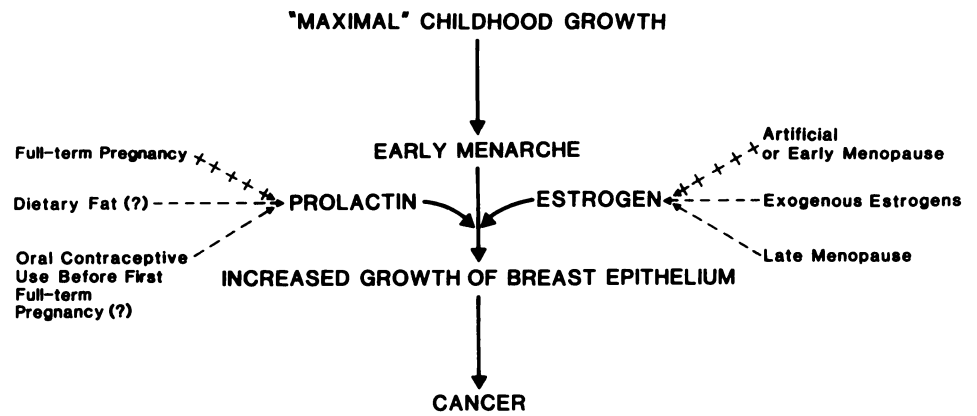 "MAXIMAL" CHILDHOOD GROWTH
EARLY MENARCHE
Full-term Pregnancy
Dietary Fat (?)
Oral Contraceptive
Use Before First
Full-term
Pregnancy (?)
PROLACTIN
ESTROGEN
Artificial
or Early Menopause
Exogenous Estrogens
Late Menopause
INCREASED GROWTH OF BREAST EPITHELIUM
CANCER